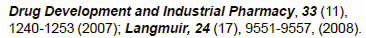 Drug Development and Industrial Pharmacy, 33 (11),
1240-1253 (2007); Langmuir, 24 (17), 9551-9557, (2008).